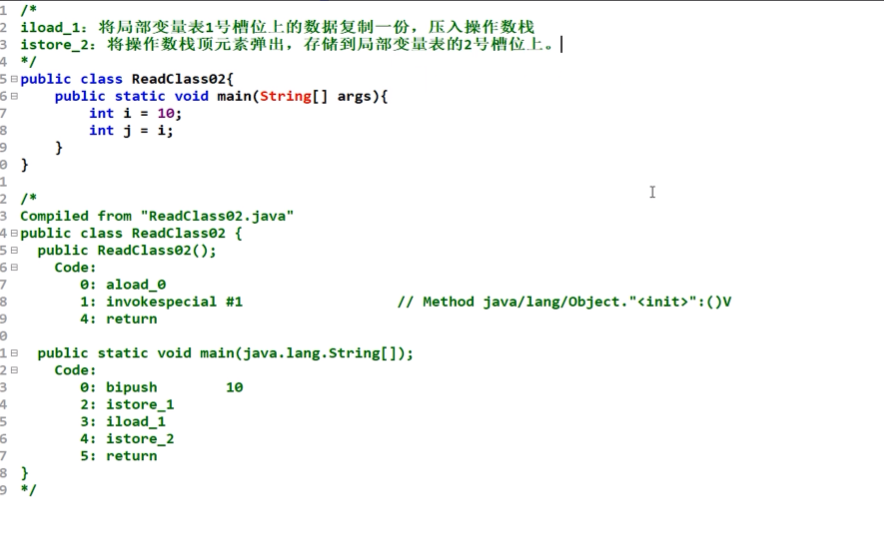 1 /*
2 iload_1: 将局部变量表1号槽位上的数据复制一份，压入操作数栈
3 istore_2: 将操作数栈顶元素弹出，存储到局部变量表的2号槽位上。
4 */
5 public class ReadClass02{
6     public static void main(String[] args){
7         int i = 10;
8         int j = i;
9     }
0 }
1
2 /*
3 Compiled from "ReadClass02.java"
4 public class ReadClass02 {
5   public ReadClass02();
6     Code:
7        0: aload_0
8        1: invokespecial #1                  // Method java/lang/Object."<init>":()V
9        4: return
0
1   public static void main(java.lang.String[]);
2     Code:
3        0: bipush        10
4        2: istore_1
5        3: iload_1
6        4: istore_2
7        5: return
8 }
9 */